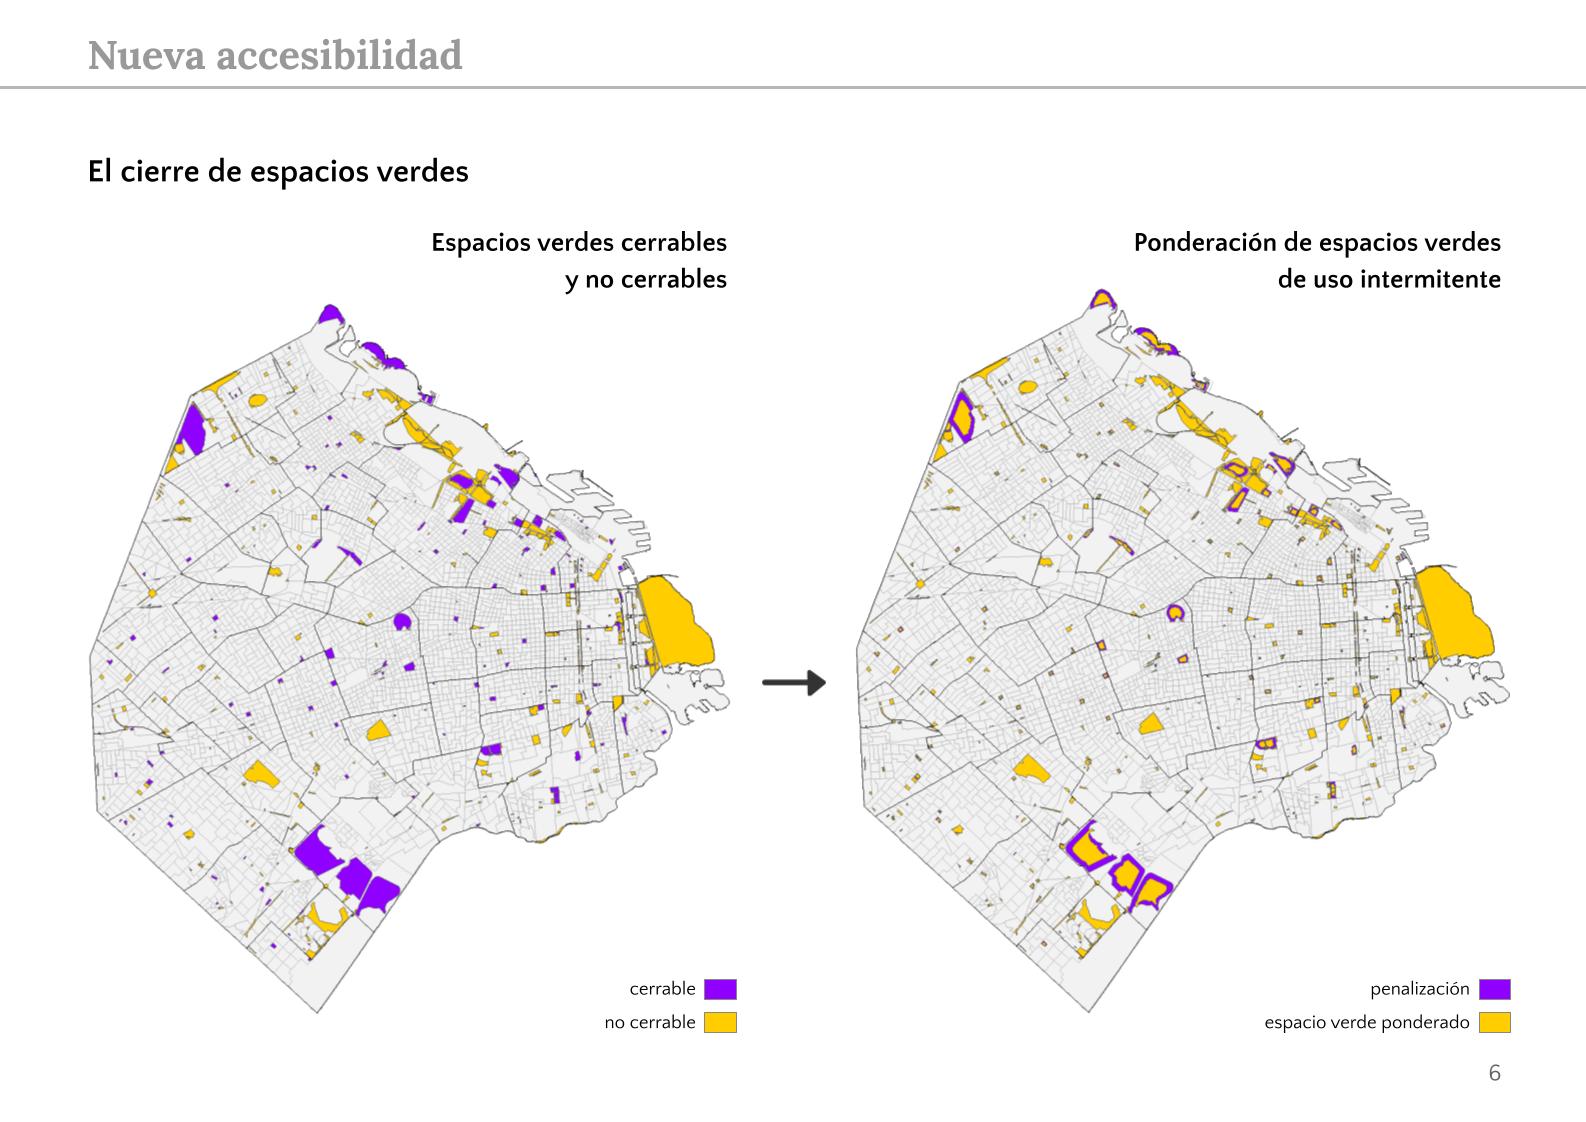 Nueva accesibilidad
El cierre de espacios verdes
Espacios verdes cerrables
y no cerrables
Ponderación de espacios verdes
de uso intermitente
cerrable
no cerrable
penalización
espacio verde ponderado
6